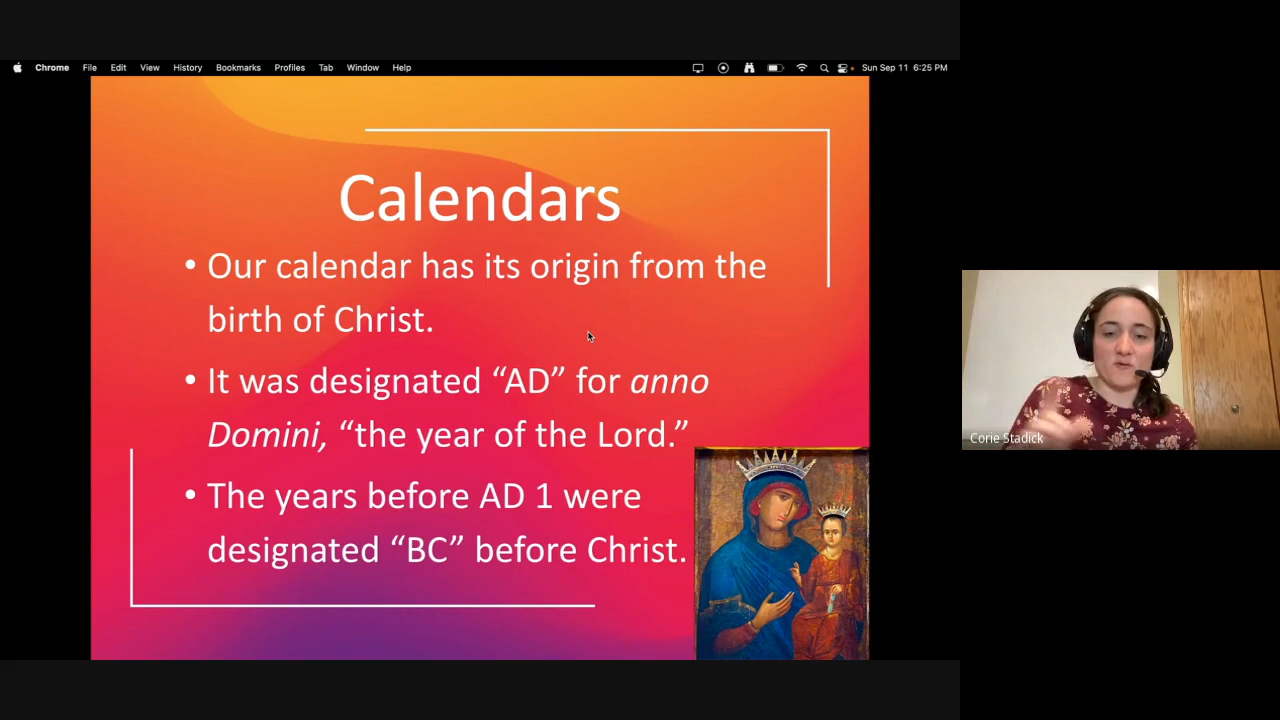 Chrome File Edit View History Bookmarks Profiles Tab Window Help Sun Sep 11 6:25 PM
Calendars
• Our calendar has its origin from the
birth of Christ.
• It was designated “AD” for anno
Domini, “the year of the Lord.”
• The years before AD 1 were
designated “BC” before Christ.
Corie Stadick